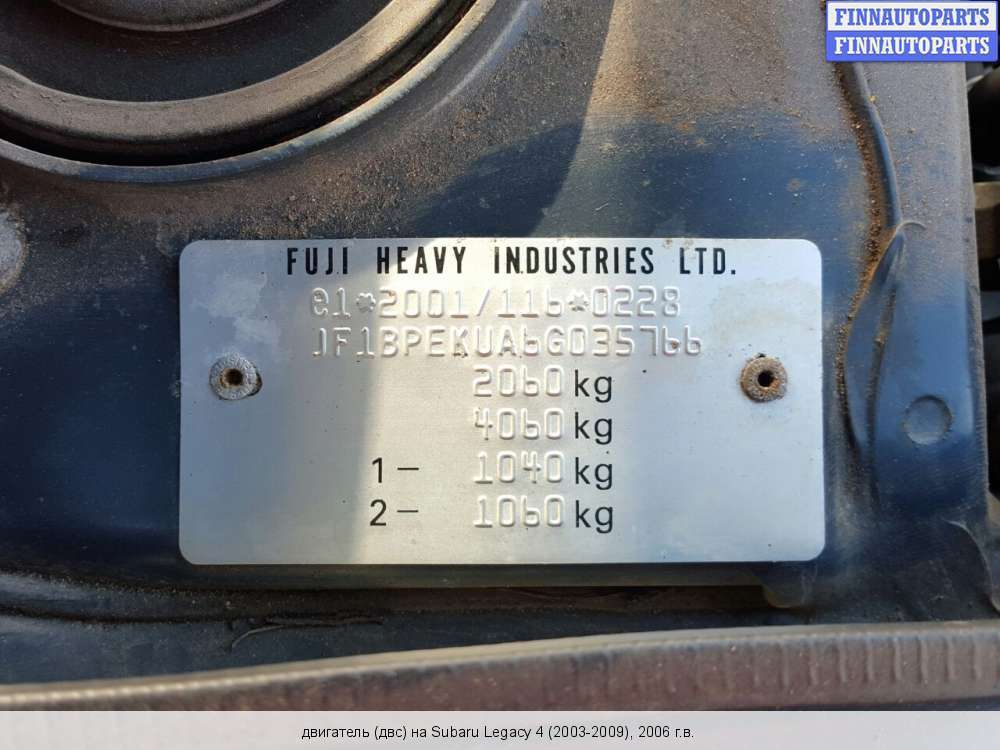 FINNAUTOPARTS
FINNAUTOPARTS
FUJI HEAVY INDUSTRIES LTD.
e1*2001/116*0228
JF1BPEKUA6G035766
2060 kg
4060 kg
1- 1040 kg
2- 1060 kg
двигатель (двс) на Subaru Legacy 4 (2003-2009), 2006 г.в.